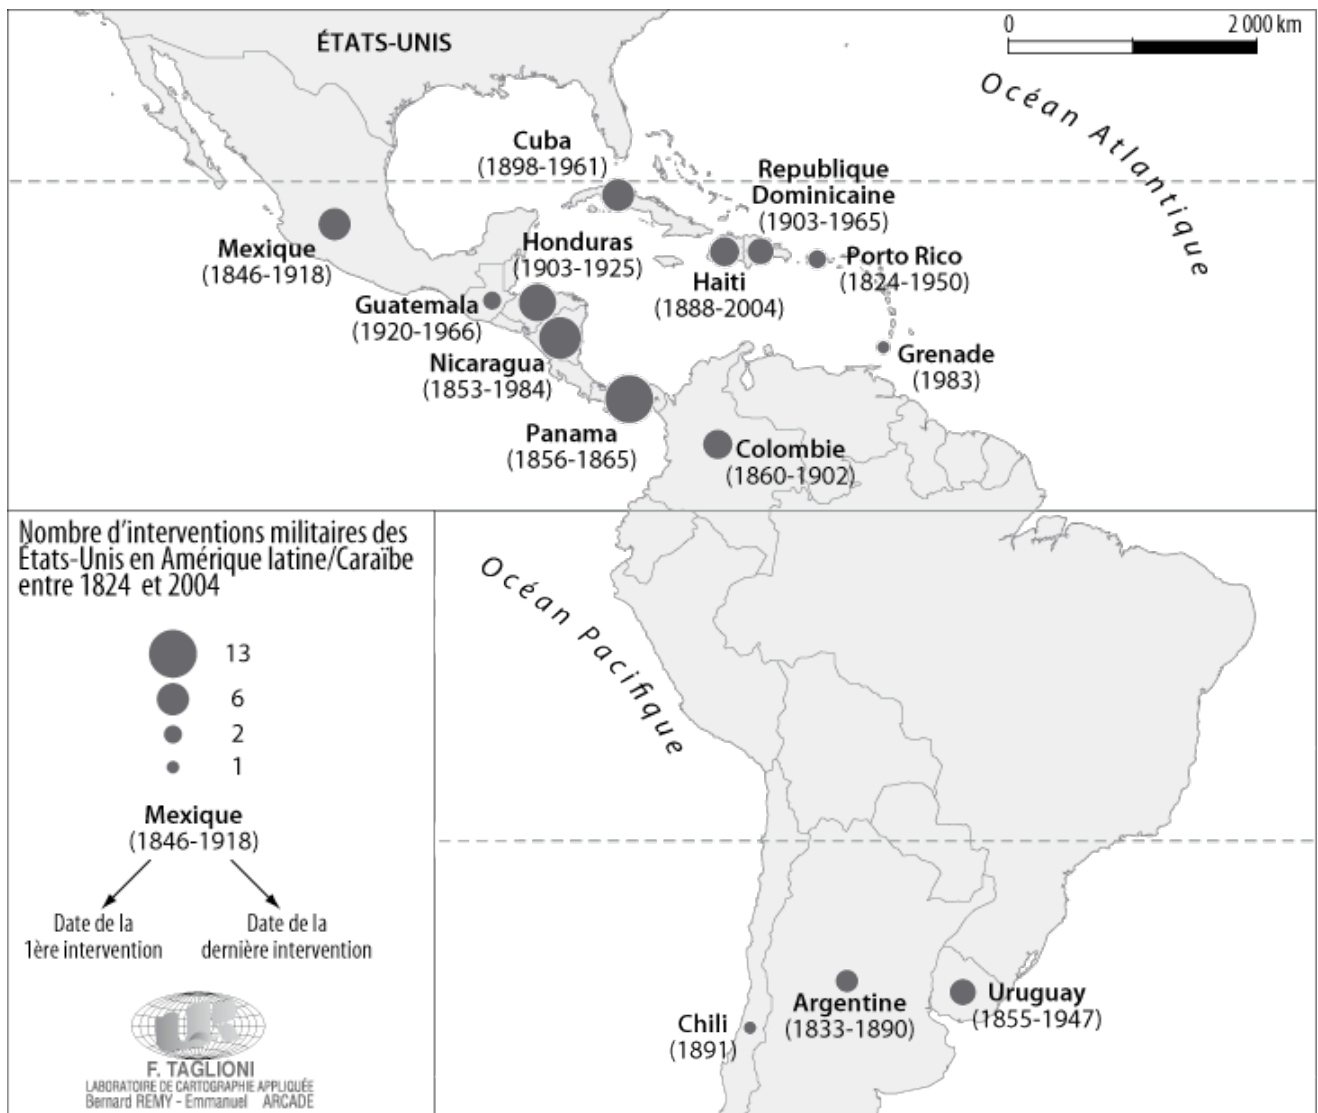 ÉTATS-UNIS
0 2 000 km
Océan Atlantique
Cuba
(1898-1961)
Republique
Dominicaine
(1903-1965)
Mexique
(1846-1918)
Honduras
(1903-1925)
Haiti
(1888-2004)
Porto Rico
(1824-1950)
Guatemala
(1920-1966)
Nicaragua
(1853-1984)
Grenade
(1983)
Panama
(1856-1865)
Colombie
(1860-1902)
Océan Pacifique
Nombre d'interventions militaires des
États-Unis en Amérique latine/Caraïbe
entre 1824 et 2004
13
6
2
1
Mexique
(1846-1918)
Date de la
1ère intervention
Date de la
dernière intervention
F. TAGLIONI
LABORATOIRE DE CARTOGRAPHIE APPLIQUÉE
Bernard REMY - Emmanuel ARCADE
Chili
(1891)
Argentine
(1833-1890)
Uruguay
(1855-1947)